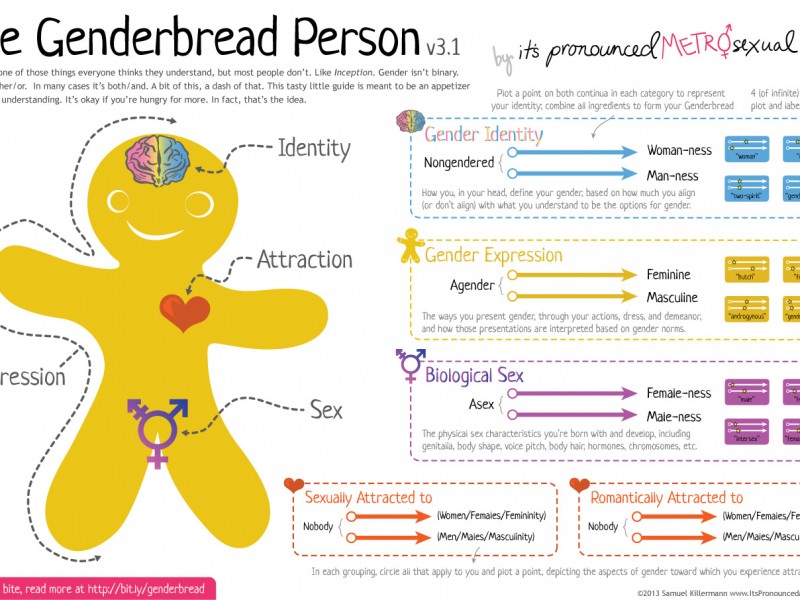 e Genderbread Person v3.1
by it's pronounced METROsexual
one of those things everyone thinks they understand, but most people don't. Like Inception. Gender isn't binary.
her/or. In many cases it's both/and. A bit of this, a dash of that. This tasty little guide is meant to be an appetizer
understanding. It's okay if you're hungry for more. In fact, that's the idea.
Plot a point on both continua in each category to represent
your identity; combine all ingredients to form your Genderbread
4 (of infinite)
plot and labe
Identity
Attraction
ression
Sex
Gender Identity
Nongendered
Woman-ness
Man-ness
"woman"
"two-spirit"
How you, in your head, define your gender, based on how much you align
(or don't align) with what you understand to be the options for gender.
Gender Expression
Agender
Feminine
Masculine
"butch"
"androgynous"
The ways you present gender, through your actions, dress, and demeanor,
and how those presentations are interpreted based on gender norms.
Biological Sex
Asex
Female-ness
Male-ness
"male"
"intersex"
The physical sex characteristics you're born with and develop, including
genitalia, body shape, voice pitch, body hair, hormones, chromosomes, etc.
Sexually Attracted to
Nobody
(Women/Females/Femininity)
(Men/Males/Masculinity)
Romantically Attracted to
Nobody
(Women/Females/Fe
(Men/Males/Mascu
In each grouping, circle all that apply to you and plot a point, depicting the aspects of gender toward which you experience attrac
bite, read more at http://bit.ly/genderbread
©2013 Samuel Killermann www.ItsPronounced